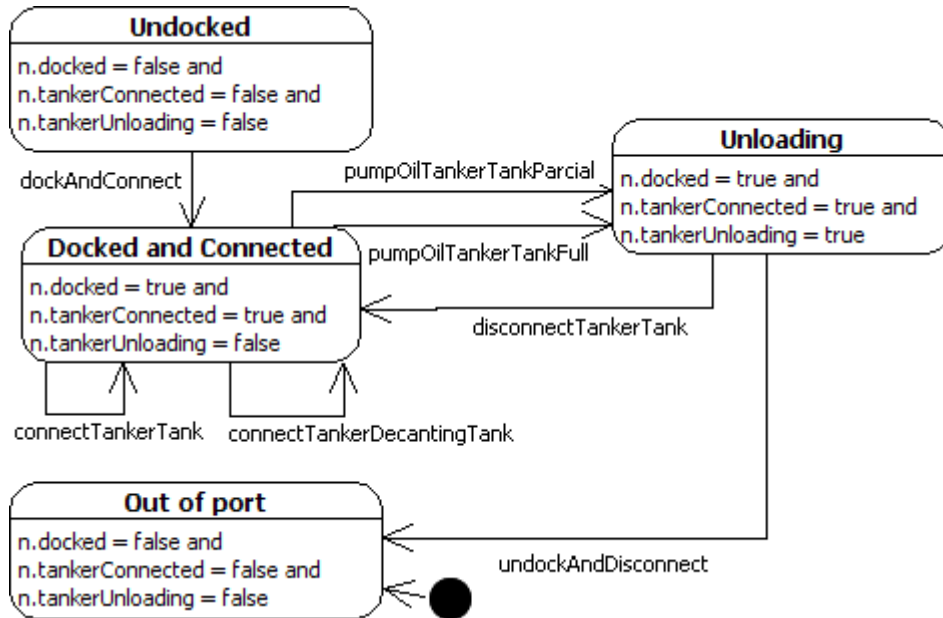 Undocked
n.docked = false and
n.tankerConnected = false and
n.tankerUnloading = false
dockAndConnect
pumpOilTankerTankParcial
Unloading
n.docked = true and
n.tankerConnected = true and
n.tankerUnloading = true
Docked and Connected
n.docked = true and
n.tankerConnected = true and
n.tankerUnloading = false
pumpOilTankerTankFull
disconnectTankerTank
connectTankerTank
connectTankerDecantingTank
Out of port
n.docked = false and
n.tankerConnected = false and
n.tankerUnloading = false
undockAndDisconnect